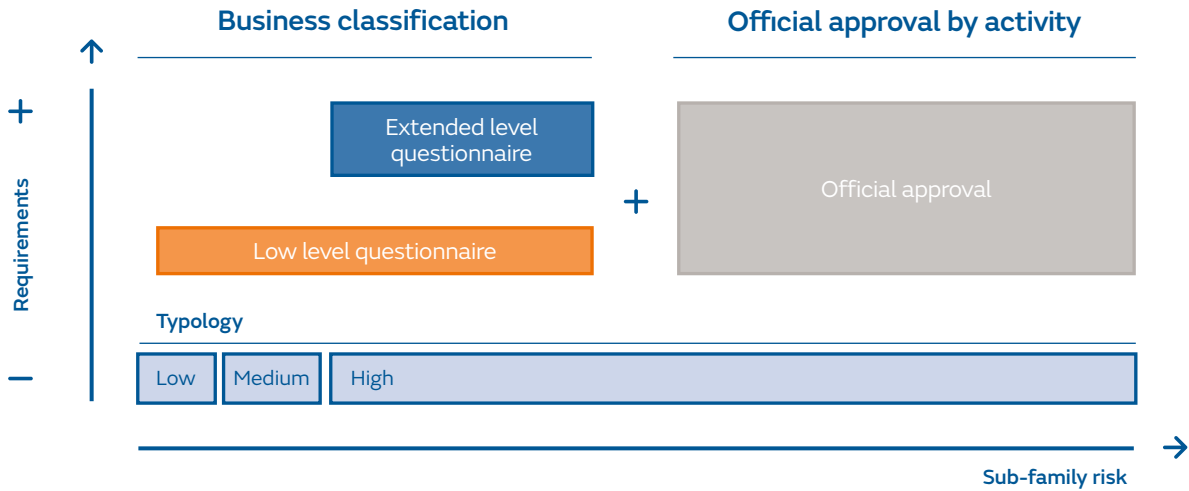 Business classification
Official approval by activity
+
Requirements
−
Extended level
questionnaire
+
Official approval
Low level questionnaire
Typology
Low
Medium
High
Sub-family risk